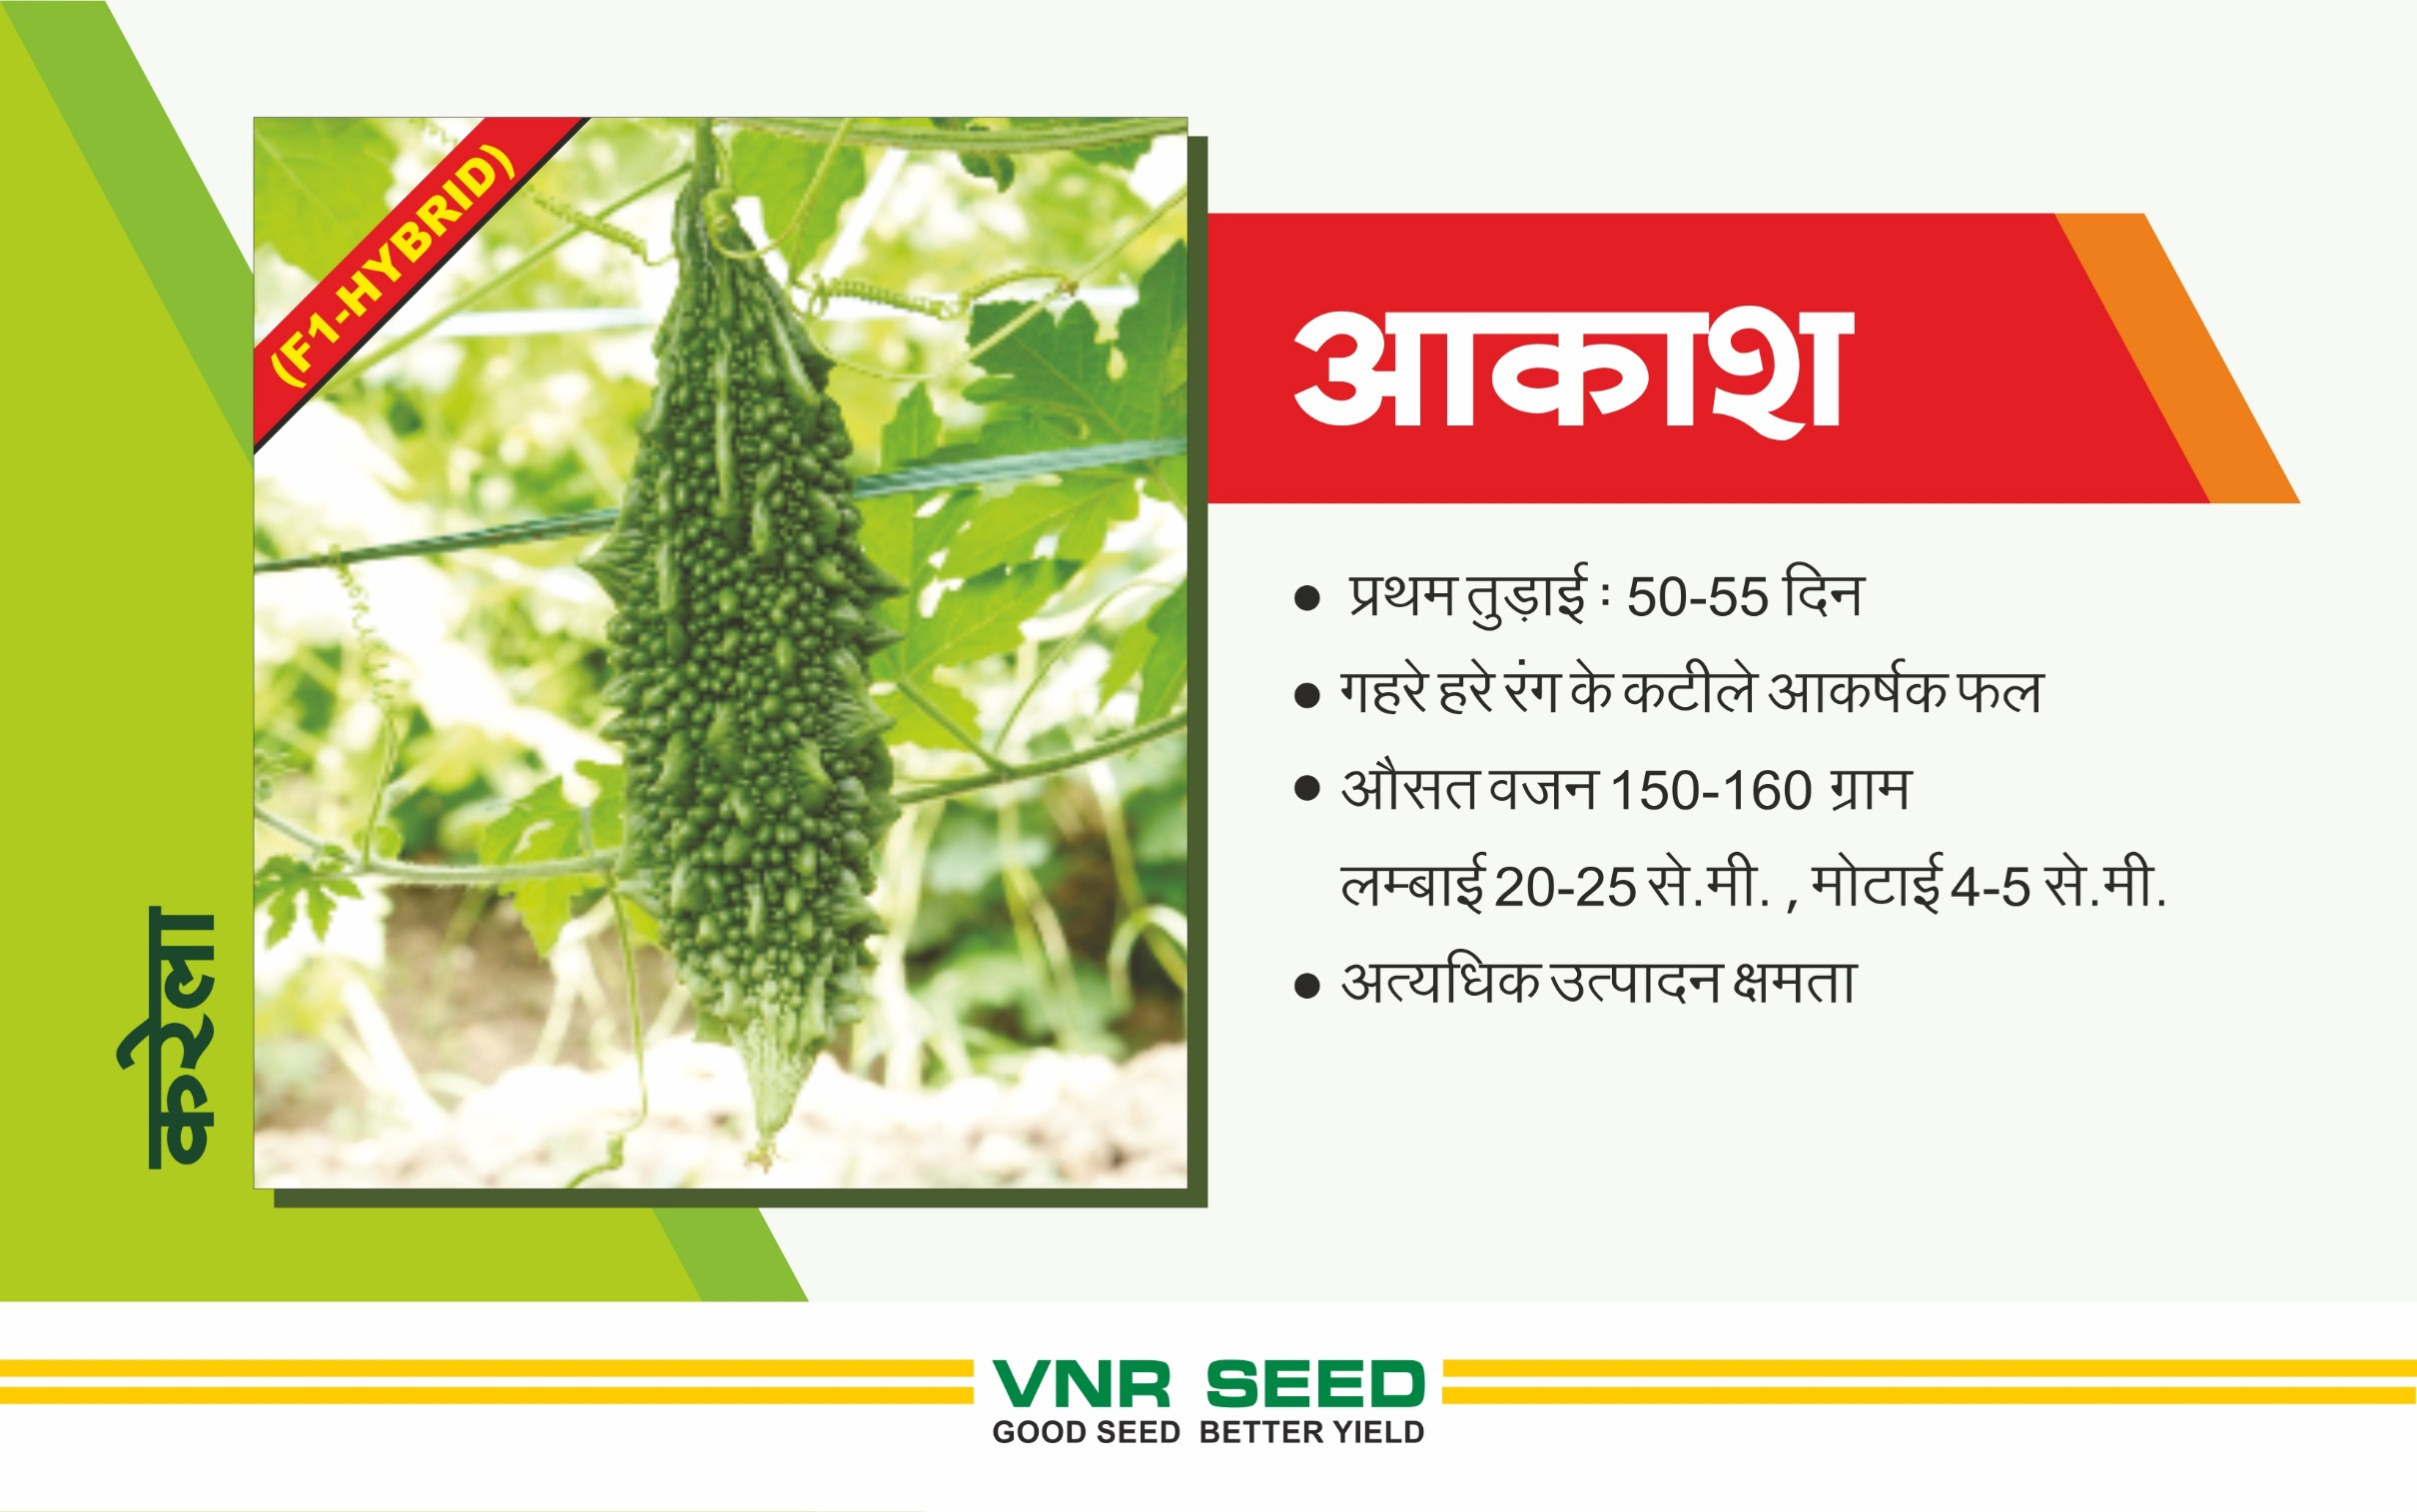 (F1-HYBRID))
करेला
आकाश
● प्रथम तुड़ाई : 50-55 दिन
● गहरे हरे रंग के कटीले आकर्षक फल
● औसत वजन 150-160 ग्राम
लम्बाई 20-25 से.मी. , मोटाई 4-5 से.मी.
● अत्यधिक उत्पादन क्षमता
VNR SEED
GOOD SEED BETTER YIELD